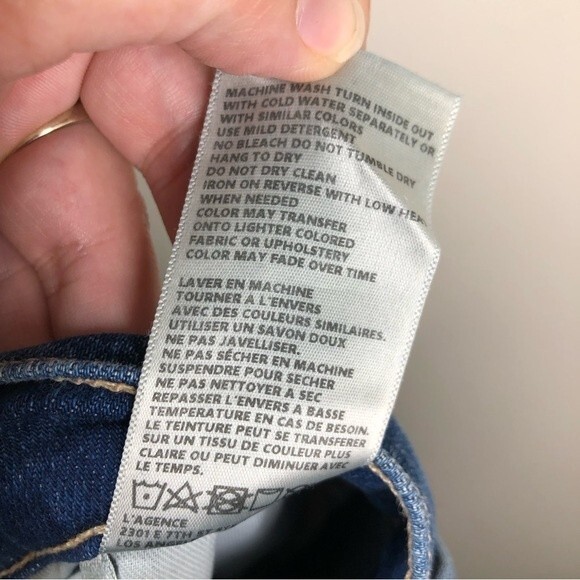 MACHINE WASH TURN INSIDE OUT
WITH COLD WATER SEPARATELY OR
WITH SIMILAR COLORS
USE MILD DETERGENT
NO BLEACH DO NOT TUMBLE DRY
HANG TO DRY
DO NOT DRY CLEAN
IRON ON REVERSE WITH LOW HEA
WHEN NEEDED
COLOR MAY TRANSFER
ONTO LIGHTER COLORED
FABRIC OR UPHOLSTERY
COLOR MAY FADE OVER TIME
LAVER EN MACHINE
TOURNER A L'ENVERS
AVEC DES COULEURS SIMILAIRES.
UTILISER UN SAVON DOUX
NE PAS JAVELLISER.
NE PAS SÉCHER EN MACHINE
SUSPENDRE POUR SECHER
NE PAS NETTOYER A SEC
REPASSER L'ENVERS A BASSE
TEMPERATURE EN CAS DE BESOIN.
LE TEINTURE PEUT SE TRANSFERER
SUR UN TISSU DE COULEUR PLUS
CLAIRE OU PEUT DIMINUER AVEC
LE TEMPS.
L'AGENCE
2301 E 7TH
LOS ANGE